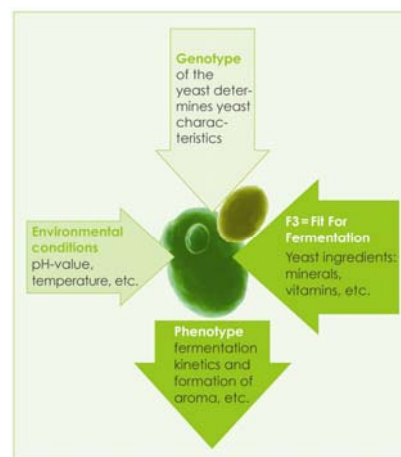 Genotype
of the
yeast deter-
mines yeast
charac-
teristics
Environmental
conditions
pH-value,
temperature, etc.
F3=Fit For
Fermentation
Yeast ingredients:
minerals,
vitamins, etc.
Phenotype
fermentation
kinetics and
formation of
aroma, etc.